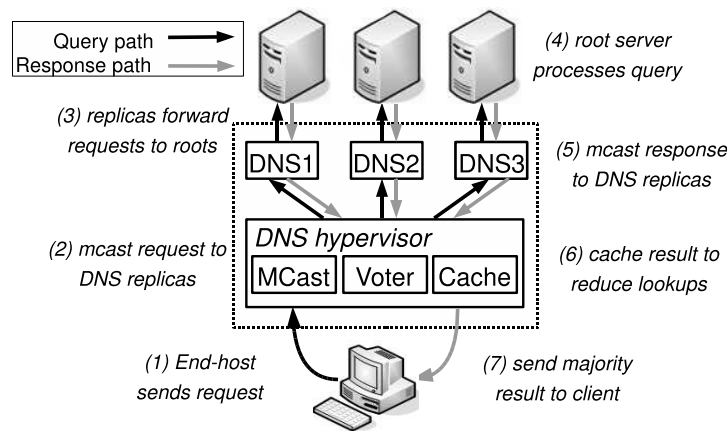 Query path
Response path
(4) root server
processes query
(3) replicas forward
requests to roots
DNS1
DNS2
DNS3
(5) mcast response
to DNS replicas
(2) mcast request to
DNS replicas
DNS hypervisor
MCast
Voter
Cache
(6) cache result to
reduce lookups
(1) End-host
sends request
(7) send majority
result to client